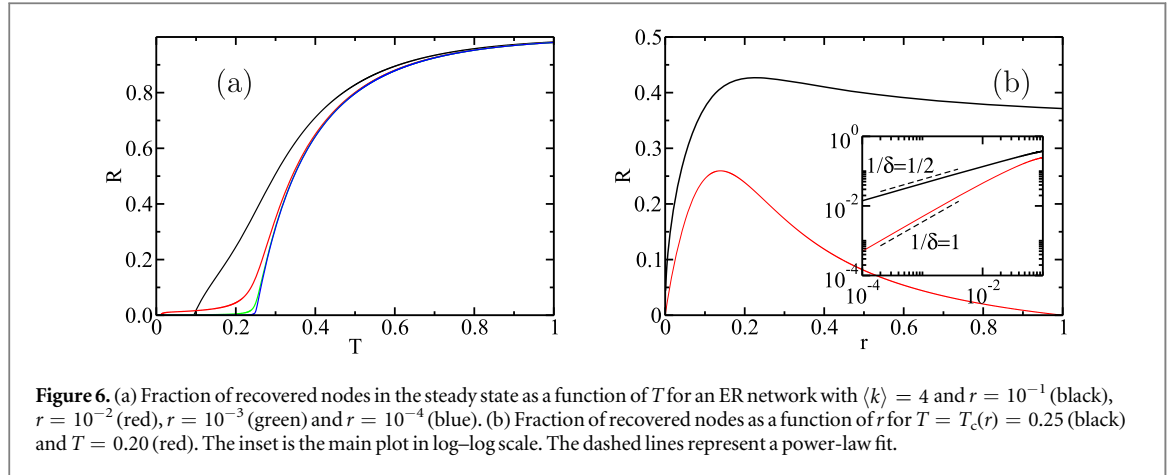 (a)
R
0.8
0.6
0.4
0.2
0.0
0 0.2 0.4 0.6 0.8 1
T
(b)
R
0.5
0.4
0.3
0.2
0.1
0
0 0.2 0.4 0.6 0.8 1
r
10^0
10^-2
10^-4
10^-4 10^-2
1/δ=1/2
1/δ=1
Figure 6. (a) Fraction of recovered nodes in the steady state as a function of T for an ER network with ⟨k⟩ = 4 and r = 10^-1 (black),
r = 10^-2 (red), r = 10^-3 (green) and r = 10^-4 (blue). (b) Fraction of recovered nodes as a function of r for T = T_c(r) = 0.25 (black)
and T = 0.20 (red). The inset is the main plot in log–log scale. The dashed lines represent a power-law fit.